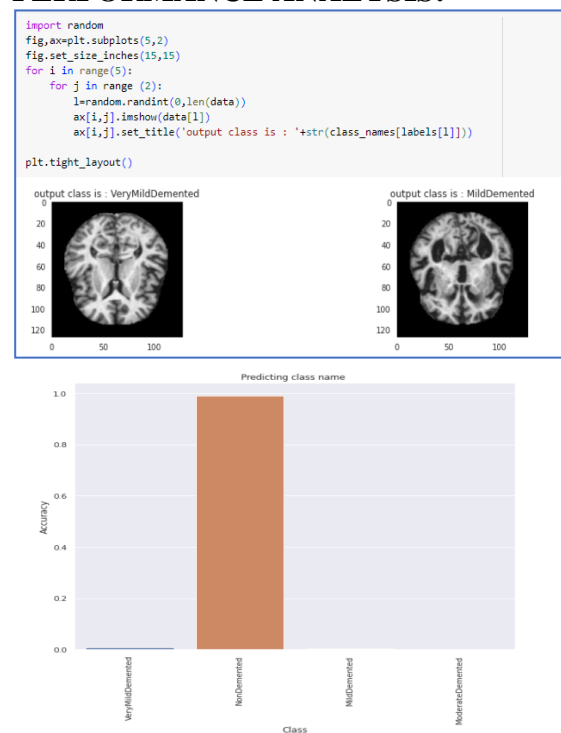 PERFORMANCE ANALYSIS:
import random
fig,ax=plt.subplots(5,2)
fig.set_size_inches(15,15)
for i in range(5):
    for j in range (2):
        l=random.randint(0,len(data))
        ax[i,j].imshow(data[l])
        ax[i,j].set_title('output class is : '+str(class_names[labels[l]]))
plt.tight_layout()
output class is : VeryMildDemented
0
20
40
60
80
100
120
0 50 100
output class is : MildDemented
0
20
40
60
80
100
120
0 50 100
Predicting class name
1.0
0.8
0.6
0.4
0.2
0.0
Accuracy
VeryMildDemented
NonDemented
MildDemented
ModerateDemented
Class